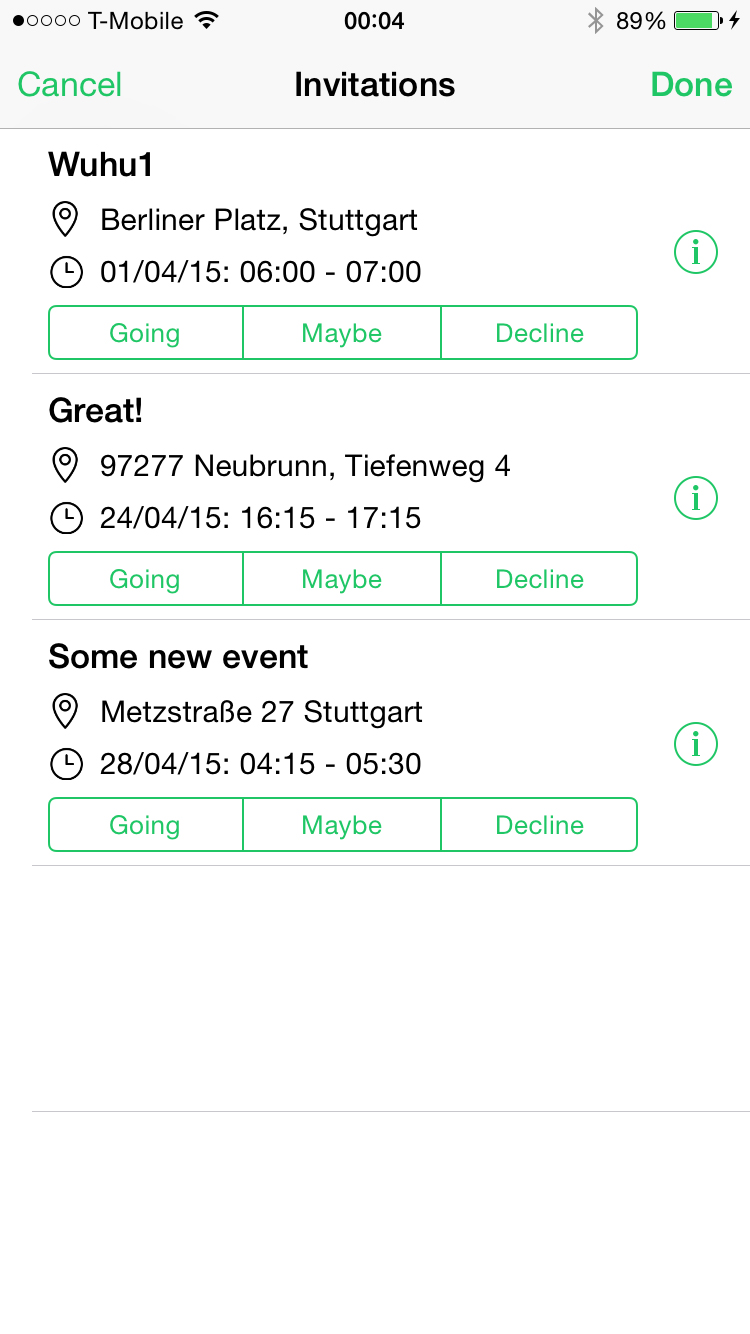 T-Mobile 00:04 89%
Cancel Invitations Done
Wuhu1
Berliner Platz, Stuttgart
01/04/15: 06:00 - 07:00
Going Maybe Decline
Great!
97277 Neubrunn, Tiefenweg 4
24/04/15: 16:15 - 17:15
Going Maybe Decline
Some new event
Metzstraße 27 Stuttgart
28/04/15: 04:15 - 05:30
Going Maybe Decline